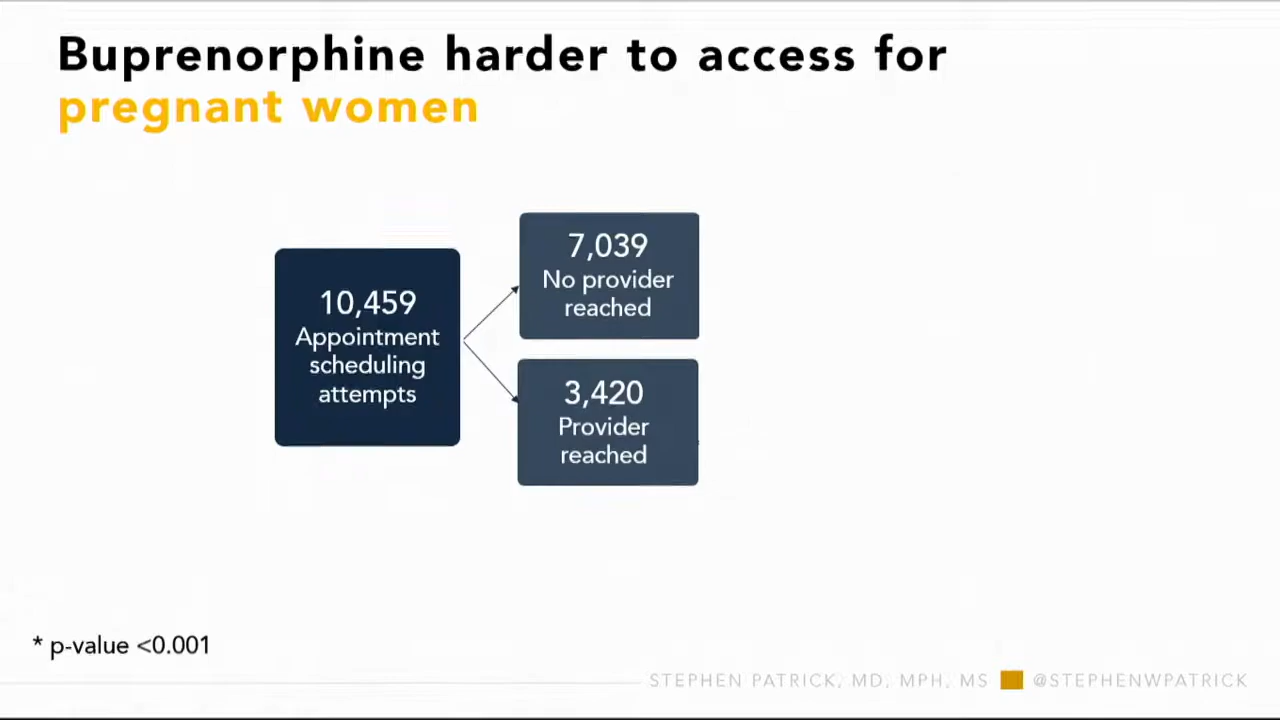 Buprenorphine harder to access for
pregnant women
10,459
Appointment
scheduling
attempts
7,039
No provider
reached
3,420
Provider
reached
* p-value <0.001
STEPHEN PATRICK, MD, MPH, MS @STEPHENWPATRICK